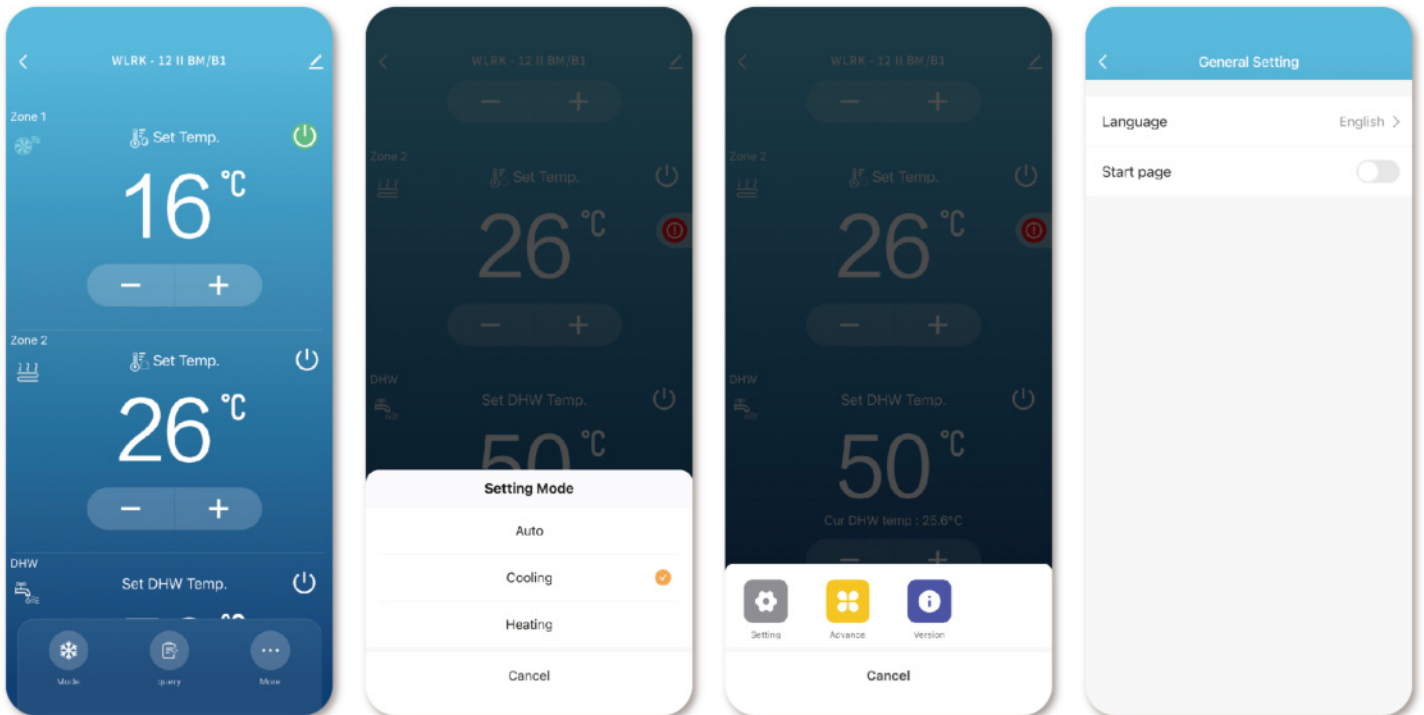 WLRK - 12 II BM/B1
Zone 1
Set Temp.
16 °C
− +
Zone 2
Set Temp.
26 °C
− +
DHW
Set DHW Temp.
Mode query More
WLRK - 12 II BM/B1
− +
Zone 2
Set Temp.
26 °C
− +
DHW
Set DHW Temp.
50 °C
Setting Mode
Auto
Cooling
Heating
Cancel
WLRK - 12 II BM/B1
− +
Zone 2
Set Temp.
26 °C
− +
DHW
Set DHW Temp.
50 °C
Cur DHW temp : 25.6°C
− +
Setting Advance Version
Cancel
General Setting
Language English >
Start page